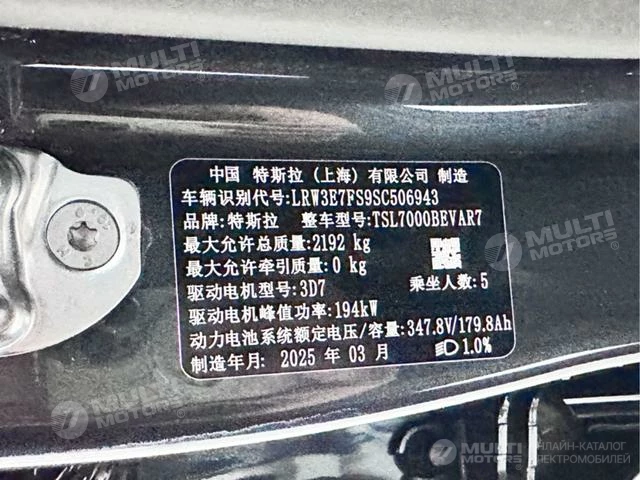 MULTI
MOTORS®
MULTI
MOTORS®
中国 特斯拉(上海)有限公司 制造
车辆识别代号:LRW3E7FS9SC506943
品牌:特斯拉 整车型号:TSL7000BEVAR7
最大允许总质量:2192 kg
最大允许牵引质量:0 kg
驱动电机型号:3D7 乘坐人数:5
驱动电机峰值功率:194kW
动力电池系统额定电压/容量:347.8V/179.8Ah
制造年月:2025 年 03 月 1.0%
MULTI
MOTORS®
MULTI
MOTORS®
MULTI
MOTORS®
ОНЛАЙН-КАТАЛОГ
ЭЛЕКТРОМОБИЛЕЙ